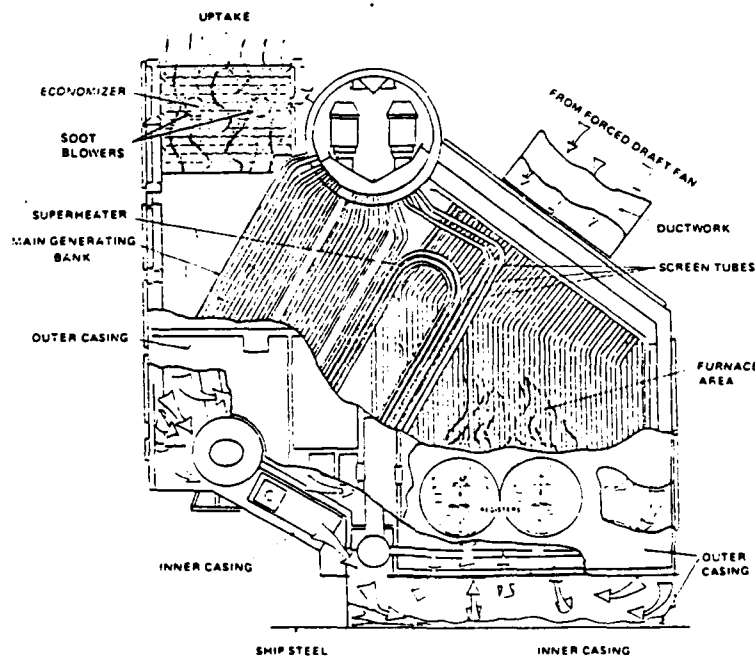 UPTAKE
ECONOMIZER
SOOT
BLOWERS
FROM FORCED DRAFT FAN
SUPERHEATER
MAIN GENERATING
BANK
DUCTWORK
SCREEN TUBES
OUTER CASING
FURNACE
AREA
REGISTERS
INNER CASING
OUTER
CASING
SHIP STEEL
INNER CASING